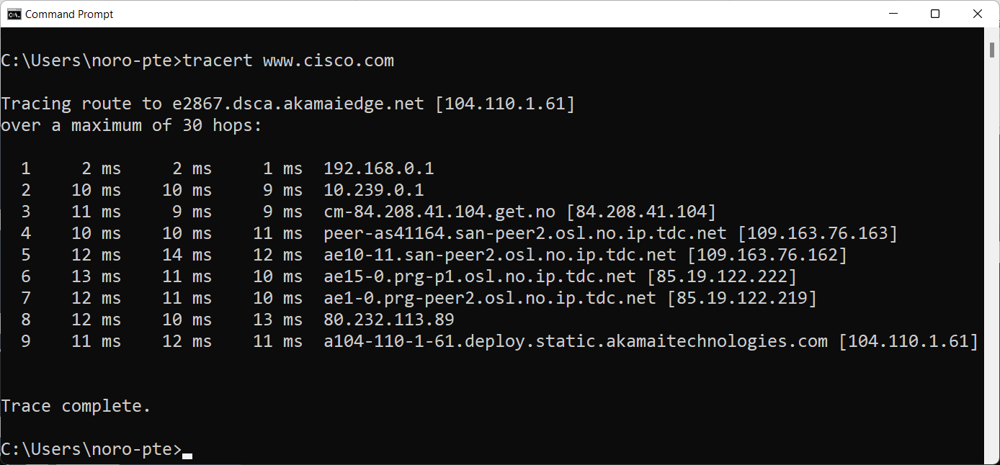 Command Prompt
C:\Users\noro-pte>tracert www.cisco.com
Tracing route to e2867.dsca.akamaiedge.net [104.110.1.61]
over a maximum of 30 hops:
  1     2 ms     2 ms     1 ms  192.168.0.1
  2    10 ms    10 ms     9 ms  10.239.0.1
  3    11 ms     9 ms     9 ms  cm-84.208.41.104.get.no [84.208.41.104]
  4    10 ms    10 ms    11 ms  peer-as41164.san-peer2.osl.no.ip.tdc.net [109.163.76.163]
  5    12 ms    14 ms    12 ms  ae10-11.san-peer2.osl.no.ip.tdc.net [109.163.76.162]
  6    13 ms    11 ms    10 ms  ae15-0.prg-p1.osl.no.ip.tdc.net [85.19.122.222]
  7    12 ms    11 ms    10 ms  ae1-0.prg-peer2.osl.no.ip.tdc.net [85.19.122.219]
  8    12 ms    10 ms    13 ms  80.232.113.89
  9    11 ms    12 ms    11 ms  a104-110-1-61.deploy.static.akamaitechnologies.com [104.110.1.61]
Trace complete.
C:\Users\noro-pte>